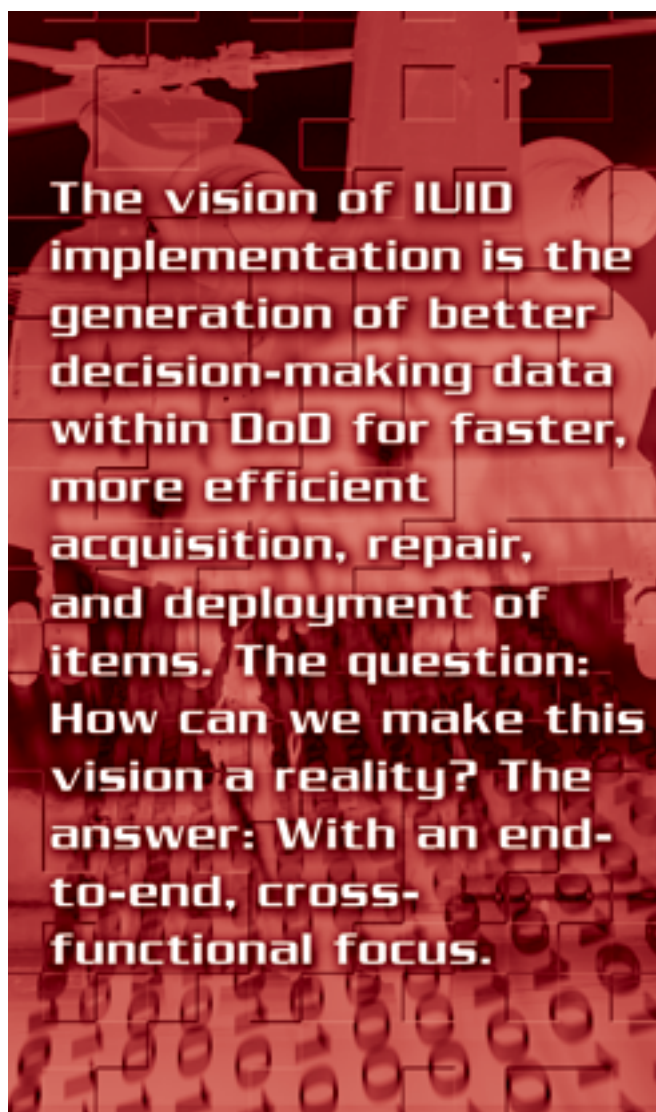 The vision of IUID
implementation is the
generation of better
decision-making data
within DoD for faster,
more efficient
acquisition, repair,
and deployment of
items. The question:
How can we make this
vision a reality? The
answer: With an end-
to-end, cross-
functional focus.